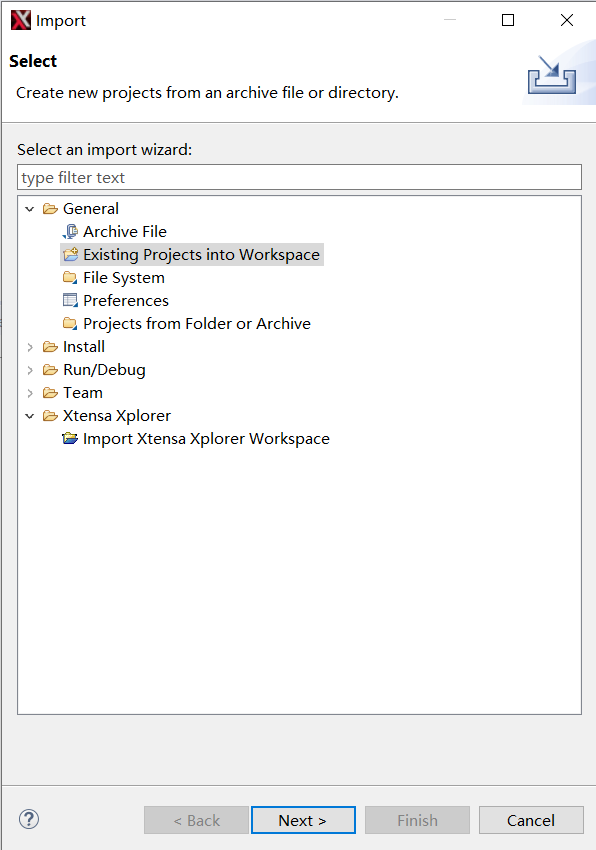 Import
Select
Create new projects from an archive file or directory.
Select an import wizard:
type filter text
General
Archive File
Existing Projects into Workspace
File System
Preferences
Projects from Folder or Archive
Install
Run/Debug
Team
Xtensa Xplorer
Import Xtensa Xplorer Workspace
? < Back Next > Finish Cancel